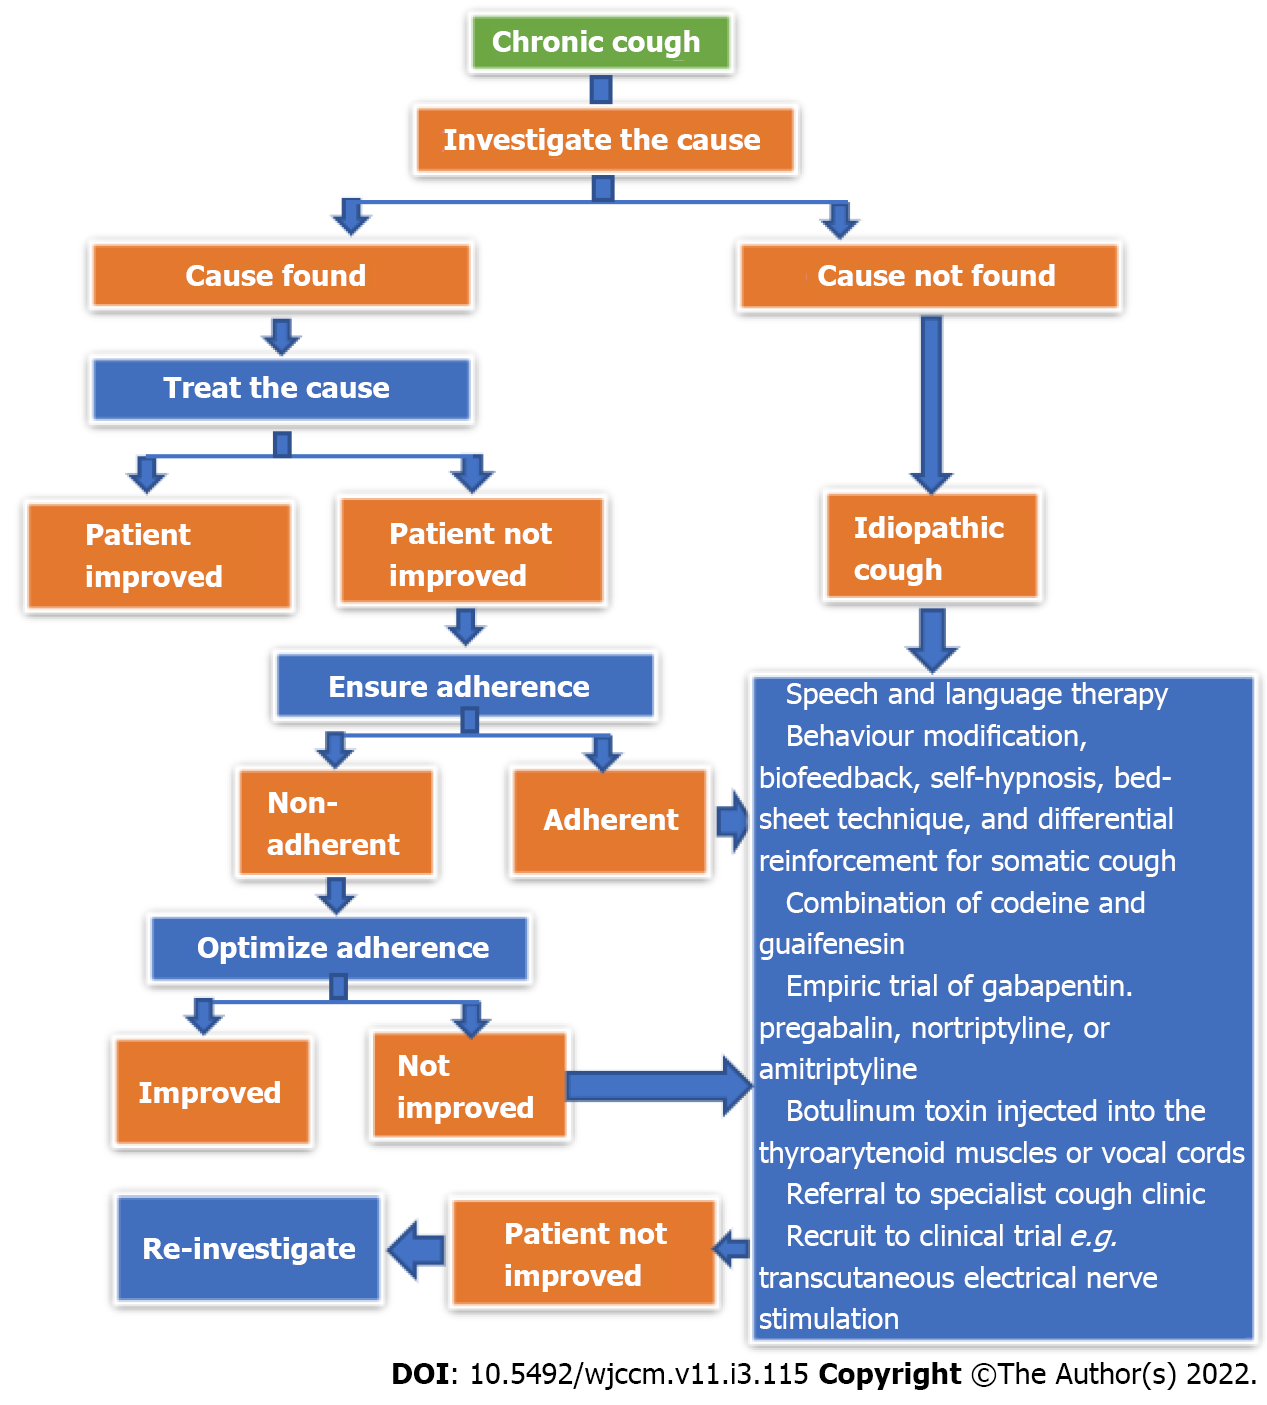 Chronic cough
Investigate the cause
Cause found
Cause not found
Treat the cause
Patient
improved
Patient not
improved
Idiopathic
cough
Ensure adherence
Non-
adherent
Adherent
Optimize adherence
Improved
Not
improved
Speech and language therapy
Behaviour modification,
biofeedback, self-hypnosis, bed-
sheet technique, and differential
reinforcement for somatic cough
Combination of codeine and
guaifenesin
Empiric trial of gabapentin.
pregabalin, nortriptyline, or
amitriptyline
Botulinum toxin injected into the
thyroarytenoid muscles or vocal cords
Referral to specialist cough clinic
Recruit to clinical trial e.g.
transcutaneous electrical nerve
stimulation
Patient not
improved
Re-investigate
DOI: 10.5492/wjccm.v11.i3.115 Copyright ©The Author(s) 2022.